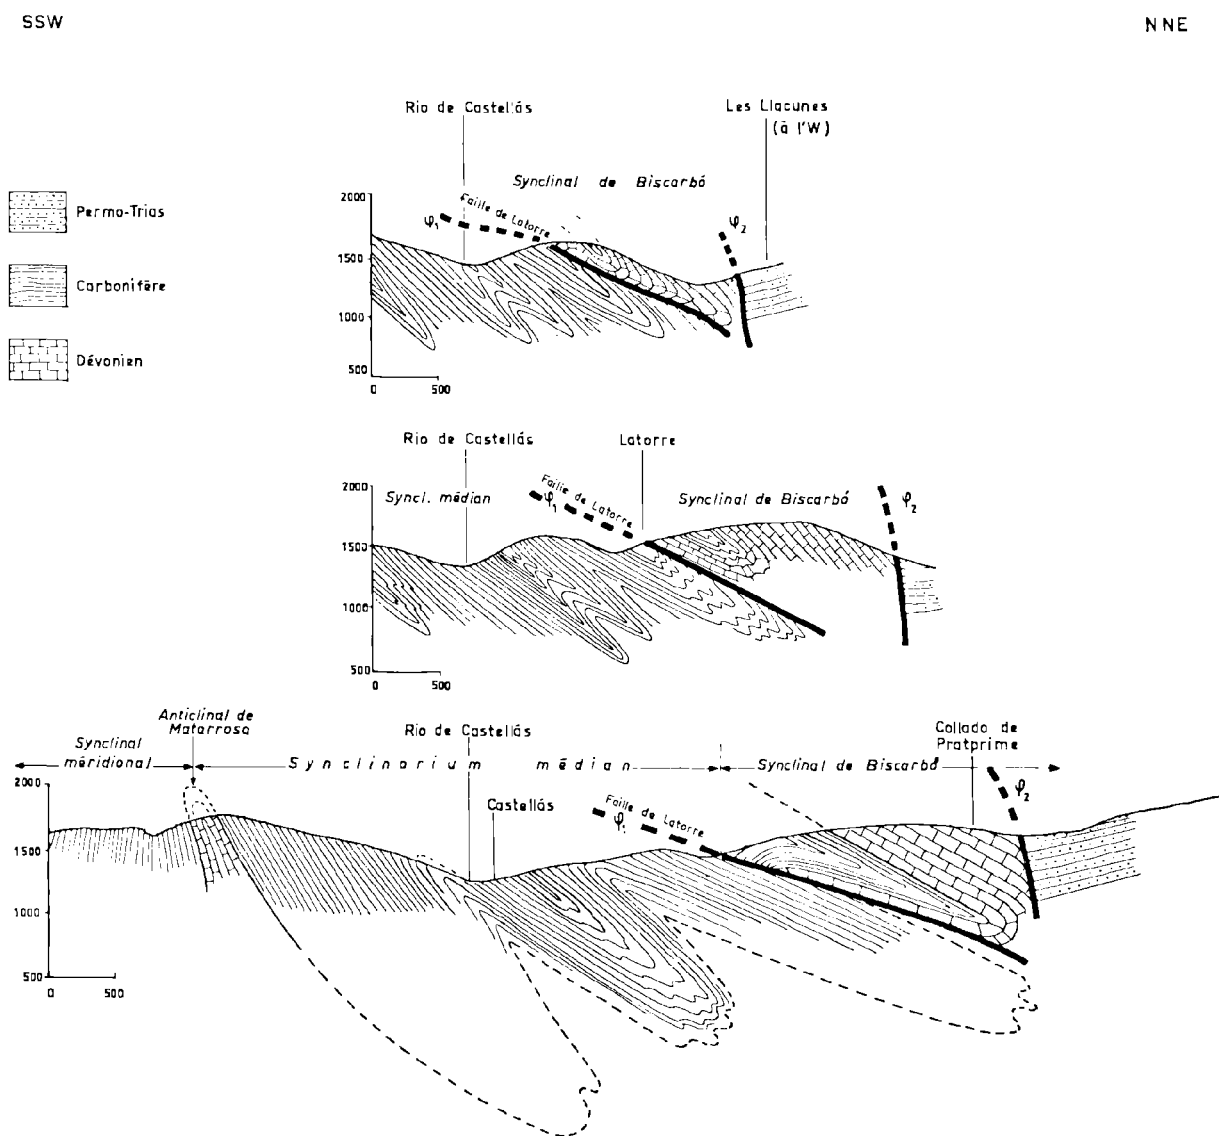 SSW
NNE
Rio de Castellás
Les Llacunes
(à l'W)
Synclinal de Biscarbó
Permo-Trias
Carbonifère
Dévonien
2000
1500
1000
500
0
500
φ1
Faille de Latorre
φ2
Rio de Castellás
Latorre
2000
1500
1000
500
0
500
Syncl. médian
φ1
Faille de Latorre
Synclinal de Biscarbó
φ2
Anticlinal de
Matarrosa
Rio de Castellás
Collado de
Pratprime
Synclinal
méridional
Synclinorium médian
Synclinal de Biscarbó
2000
1500
1000
500
0
500
Castellás
φ1
Faille de Latorre
φ2